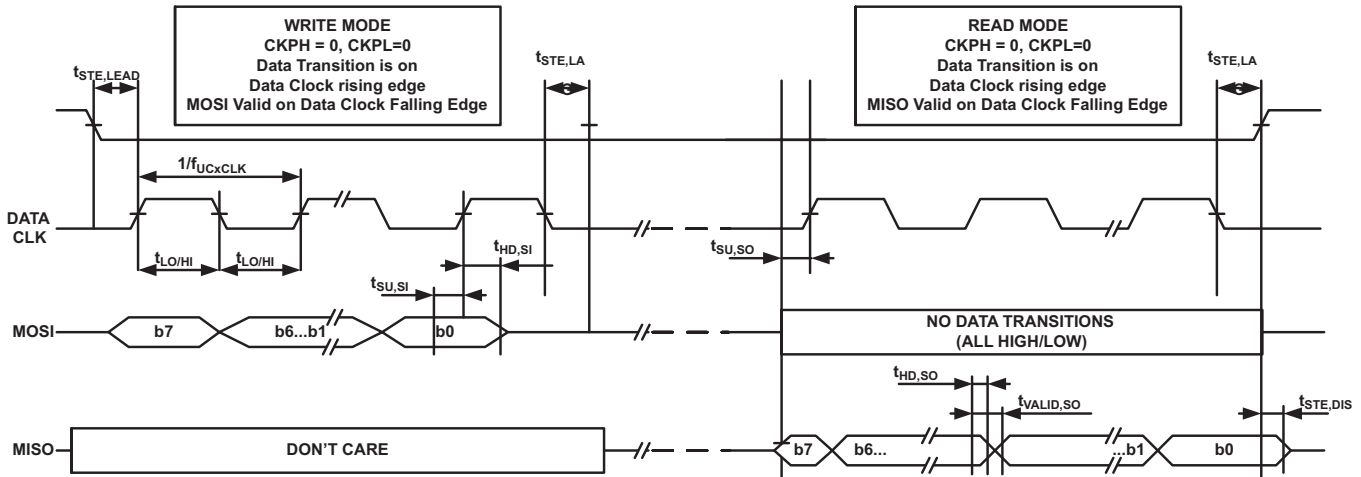 WRITE MODE
CKPH = 0, CKPL=0
Data Transition is on
Data Clock rising edge
MOSI Valid on Data Clock Falling Edge
READ MODE
CKPH = 0, CKPL=0
Data Transition is on
Data Clock rising edge
MISO Valid on Data Clock Falling Edge
tSTE,LEAD
tSTE,LA
tSTE,LA
1/fUCxCLK
DATA
CLK
tLO/HI
tLO/HI
tHD,SI
tSU,SI
tSU,SO
MOSI
b7
b6...b1
b0
NO DATA TRANSITIONS
(ALL HIGH/LOW)
tHD,SO
tVALID,SO
tSTE,DIS
MISO
DON'T CARE
b7
b6...
...b1
b0